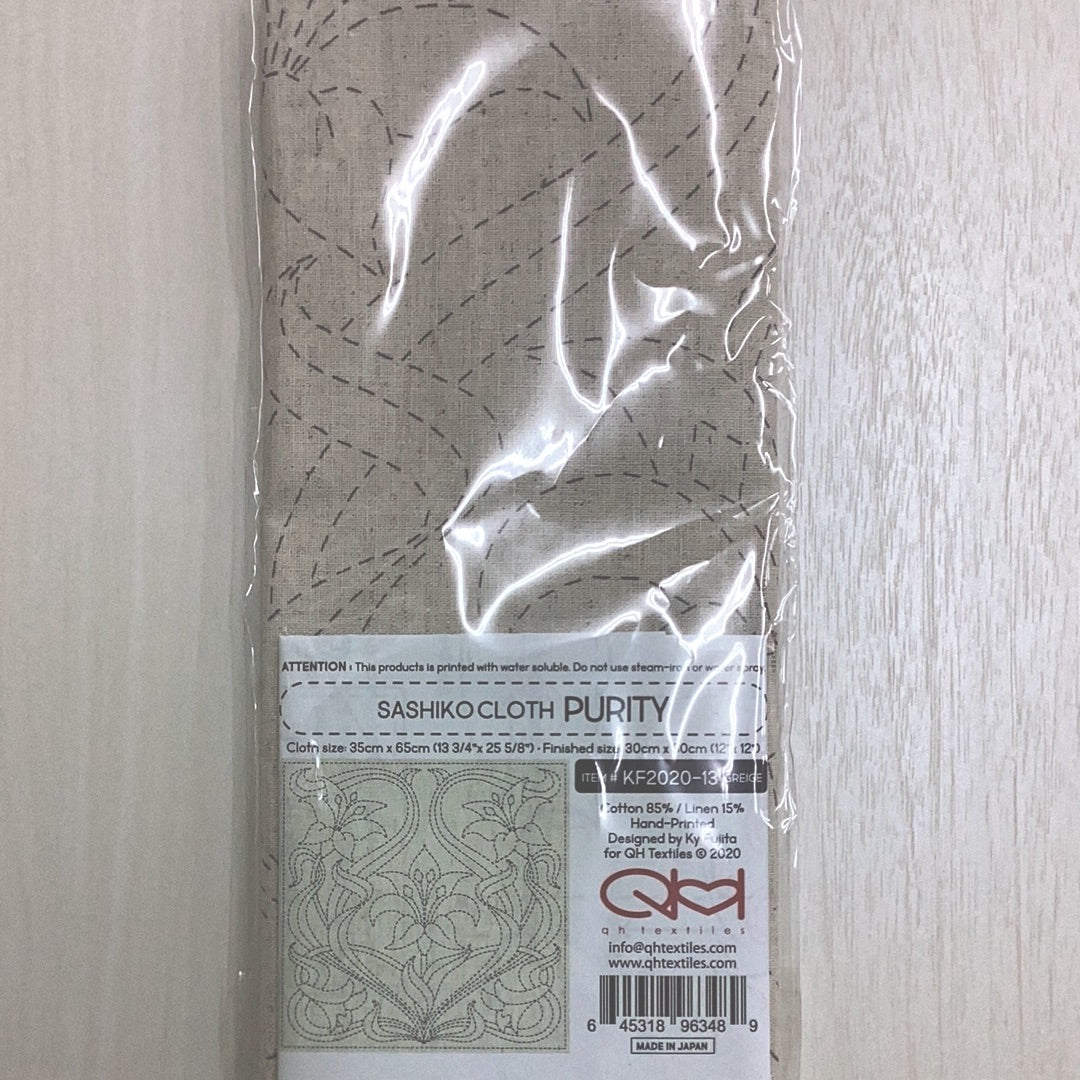 ATTENTION : This products is printed with water soluble. Do not use steam-iron or water spray.
SASHIKO CLOTH PURITY
Cloth size: 35cm x 65cm (13 3/4"x 25 5/8") • Finished size: 30cm x 30cm (12"x 12")
ITEM # KF2020-13 GREIGE
Cotton 85% / Linen 15%
Hand-Printed
Designed by Ky Fujita
for QH Textiles © 2020
QH
qh textiles
info@qhtextiles.com
www.qhtextiles.com
6 45318 96348 9
MADE IN JAPAN